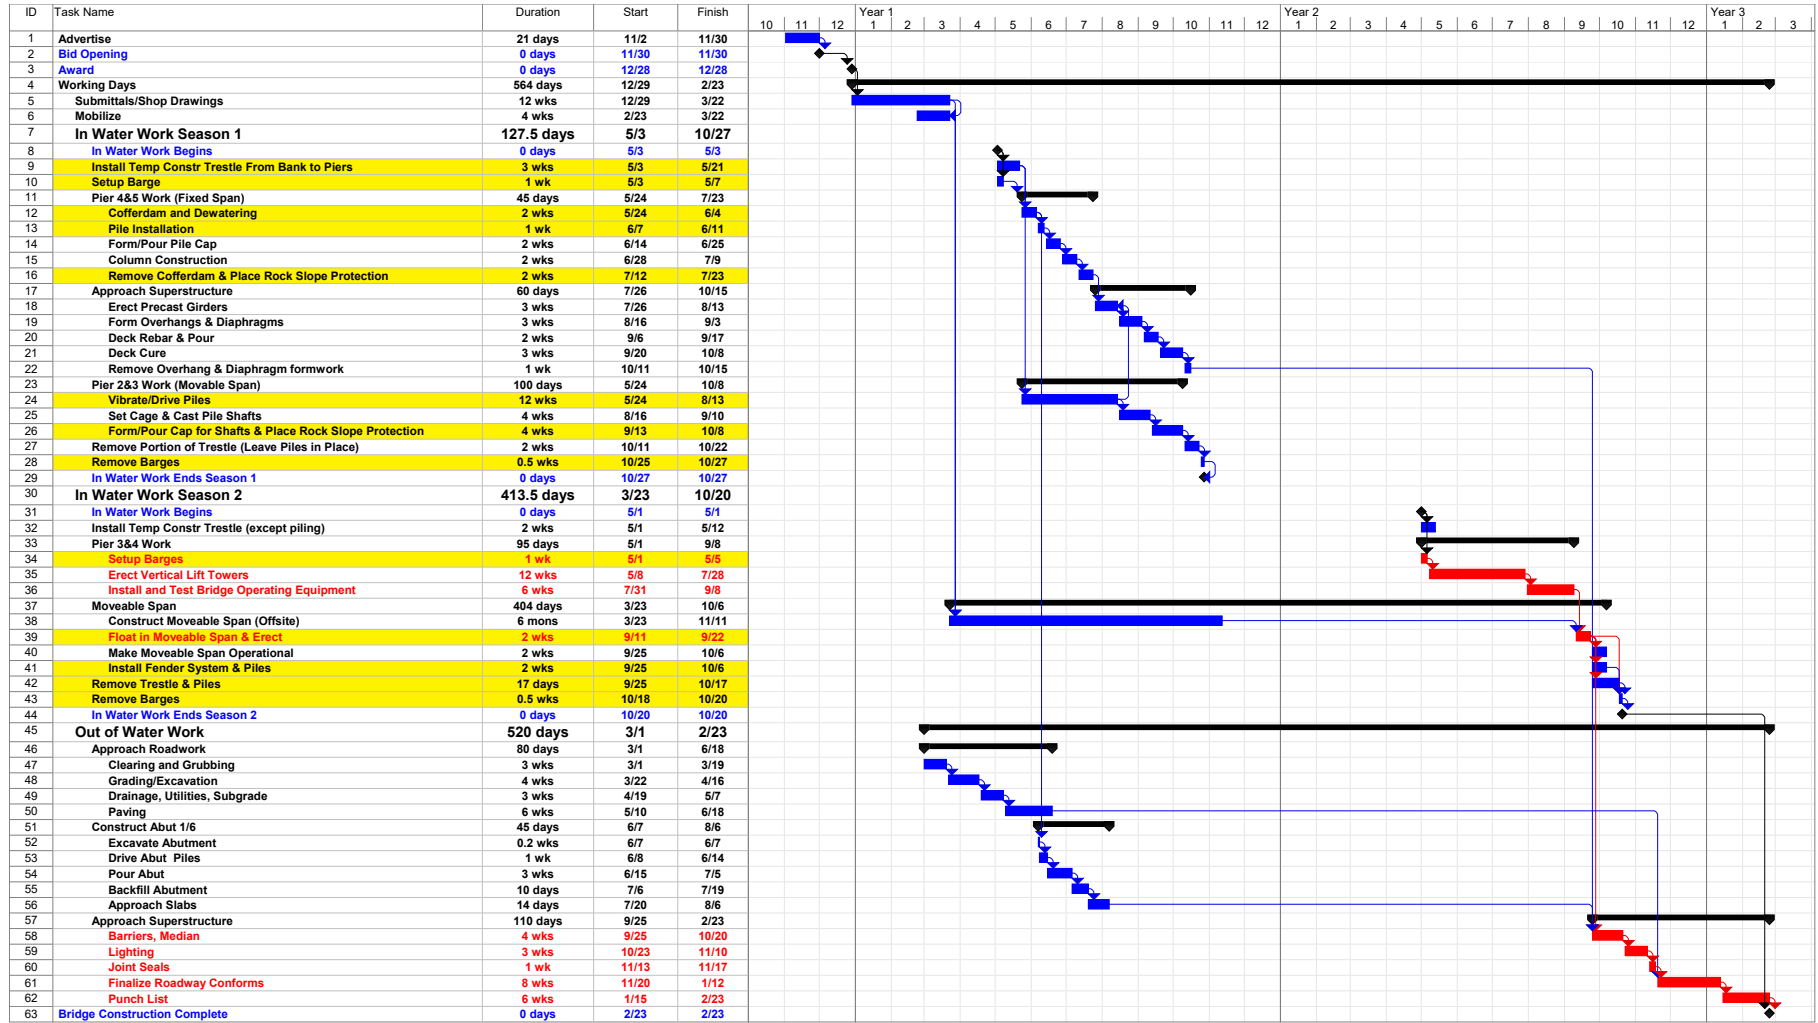 ID Task Name Duration Start Finish
Year 1 Year 2 Year 3
10 11 12 1 2 3 4 5 6 7 8 9 10 11 12 1 2 3 4 5 6 7 8 9 10 11 12 1 2 3
1 Advertise 21 days 11/2 11/30
2 Bid Opening 0 days 11/30 11/30
3 Award 0 days 12/28 12/28
4 Working Days 564 days 12/29 2/23
5 Submittals/Shop Drawings 12 wks 12/29 3/22
6 Mobilize 4 wks 2/23 3/22
7 In Water Work Season 1 127.5 days 5/3 10/27
8 In Water Work Begins 0 days 5/3 5/3
9 Install Temp Constr Trestle From Bank to Piers 3 wks 5/3 5/21
10 Setup Barge 1 wk 5/3 5/7
11 Pier 4&5 Work (Fixed Span) 45 days 5/24 7/23
12 Cofferdam and Dewatering 2 wks 5/24 6/4
13 Pile Installation 1 wk 6/7 6/11
14 Form/Pour Pile Cap 2 wks 6/14 6/25
15 Column Construction 2 wks 6/28 7/9
16 Remove Cofferdam & Place Rock Slope Protection 2 wks 7/12 7/23
17 Approach Superstructure 60 days 7/26 10/15
18 Erect Precast Girders 3 wks 7/26 8/13
19 Form Overhangs & Diaphragms 3 wks 8/16 9/3
20 Deck Rebar & Pour 2 wks 9/6 9/17
21 Deck Cure 3 wks 9/20 10/8
22 Remove Overhang & Diaphragm formwork 1 wk 10/11 10/15
23 Pier 2&3 Work (Movable Span) 100 days 5/24 10/8
24 Vibrate/Drive Piles 12 wks 5/24 8/13
25 Set Cage & Cast Pile Shafts 4 wks 8/16 9/10
26 Form/Pour Cap for Shafts & Place Rock Slope Protection 4 wks 9/13 10/8
27 Remove Portion of Trestle (Leave Piles in Place) 2 wks 10/11 10/22
28 Remove Barges 0.5 wks 10/25 10/27
29 In Water Work Ends Season 1 0 days 10/27 10/27
30 In Water Work Season 2 413.5 days 3/23 10/20
31 In Water Work Begins 0 days 5/1 5/1
32 Install Temp Constr Trestle (except piling) 2 wks 5/1 5/12
33 Pier 3&4 Work 95 days 5/1 9/8
34 Setup Barges 1 wk 5/1 5/5
35 Erect Vertical Lift Towers 12 wks 5/8 7/28
36 Install and Test Bridge Operating Equipment 6 wks 7/31 9/8
37 Moveable Span 404 days 3/23 10/6
38 Construct Moveable Span (Offsite) 6 mons 3/23 11/11
39 Float in Moveable Span & Erect 2 wks 9/11 9/22
40 Make Moveable Span Operational 2 wks 9/25 10/6
41 Install Fender System & Piles 2 wks 9/25 10/6
42 Remove Trestle & Piles 17 days 9/25 10/17
43 Remove Barges 0.5 wks 10/18 10/20
44 In Water Work Ends Season 2 0 days 10/20 10/20
45 Out of Water Work 520 days 3/1 2/23
46 Approach Roadwork 80 days 3/1 6/18
47 Clearing and Grubbing 3 wks 3/1 3/19
48 Grading/Excavation 4 wks 3/22 4/16
49 Drainage, Utilities, Subgrade 3 wks 4/19 5/7
50 Paving 6 wks 5/10 6/18
51 Construct Abut 1/6 45 days 6/7 8/6
52 Excavate Abutment 0.2 wks 6/7 6/7
53 Drive Abut Piles 1 wk 6/8 6/14
54 Pour Abut 3 wks 6/15 7/5
55 Backfill Abutment 10 days 7/6 7/19
56 Approach Slabs 14 days 7/20 8/6
57 Approach Superstructure 110 days 9/25 2/23
58 Barriers, Median 4 wks 9/25 10/20
59 Lighting 3 wks 10/23 11/10
60 Joint Seals 1 wk 11/13 11/17
61 Finalize Roadway Conforms 8 wks 11/20 1/12
62 Punch List 6 wks 1/15 2/23
63 Bridge Construction Complete 0 days 2/23 2/23